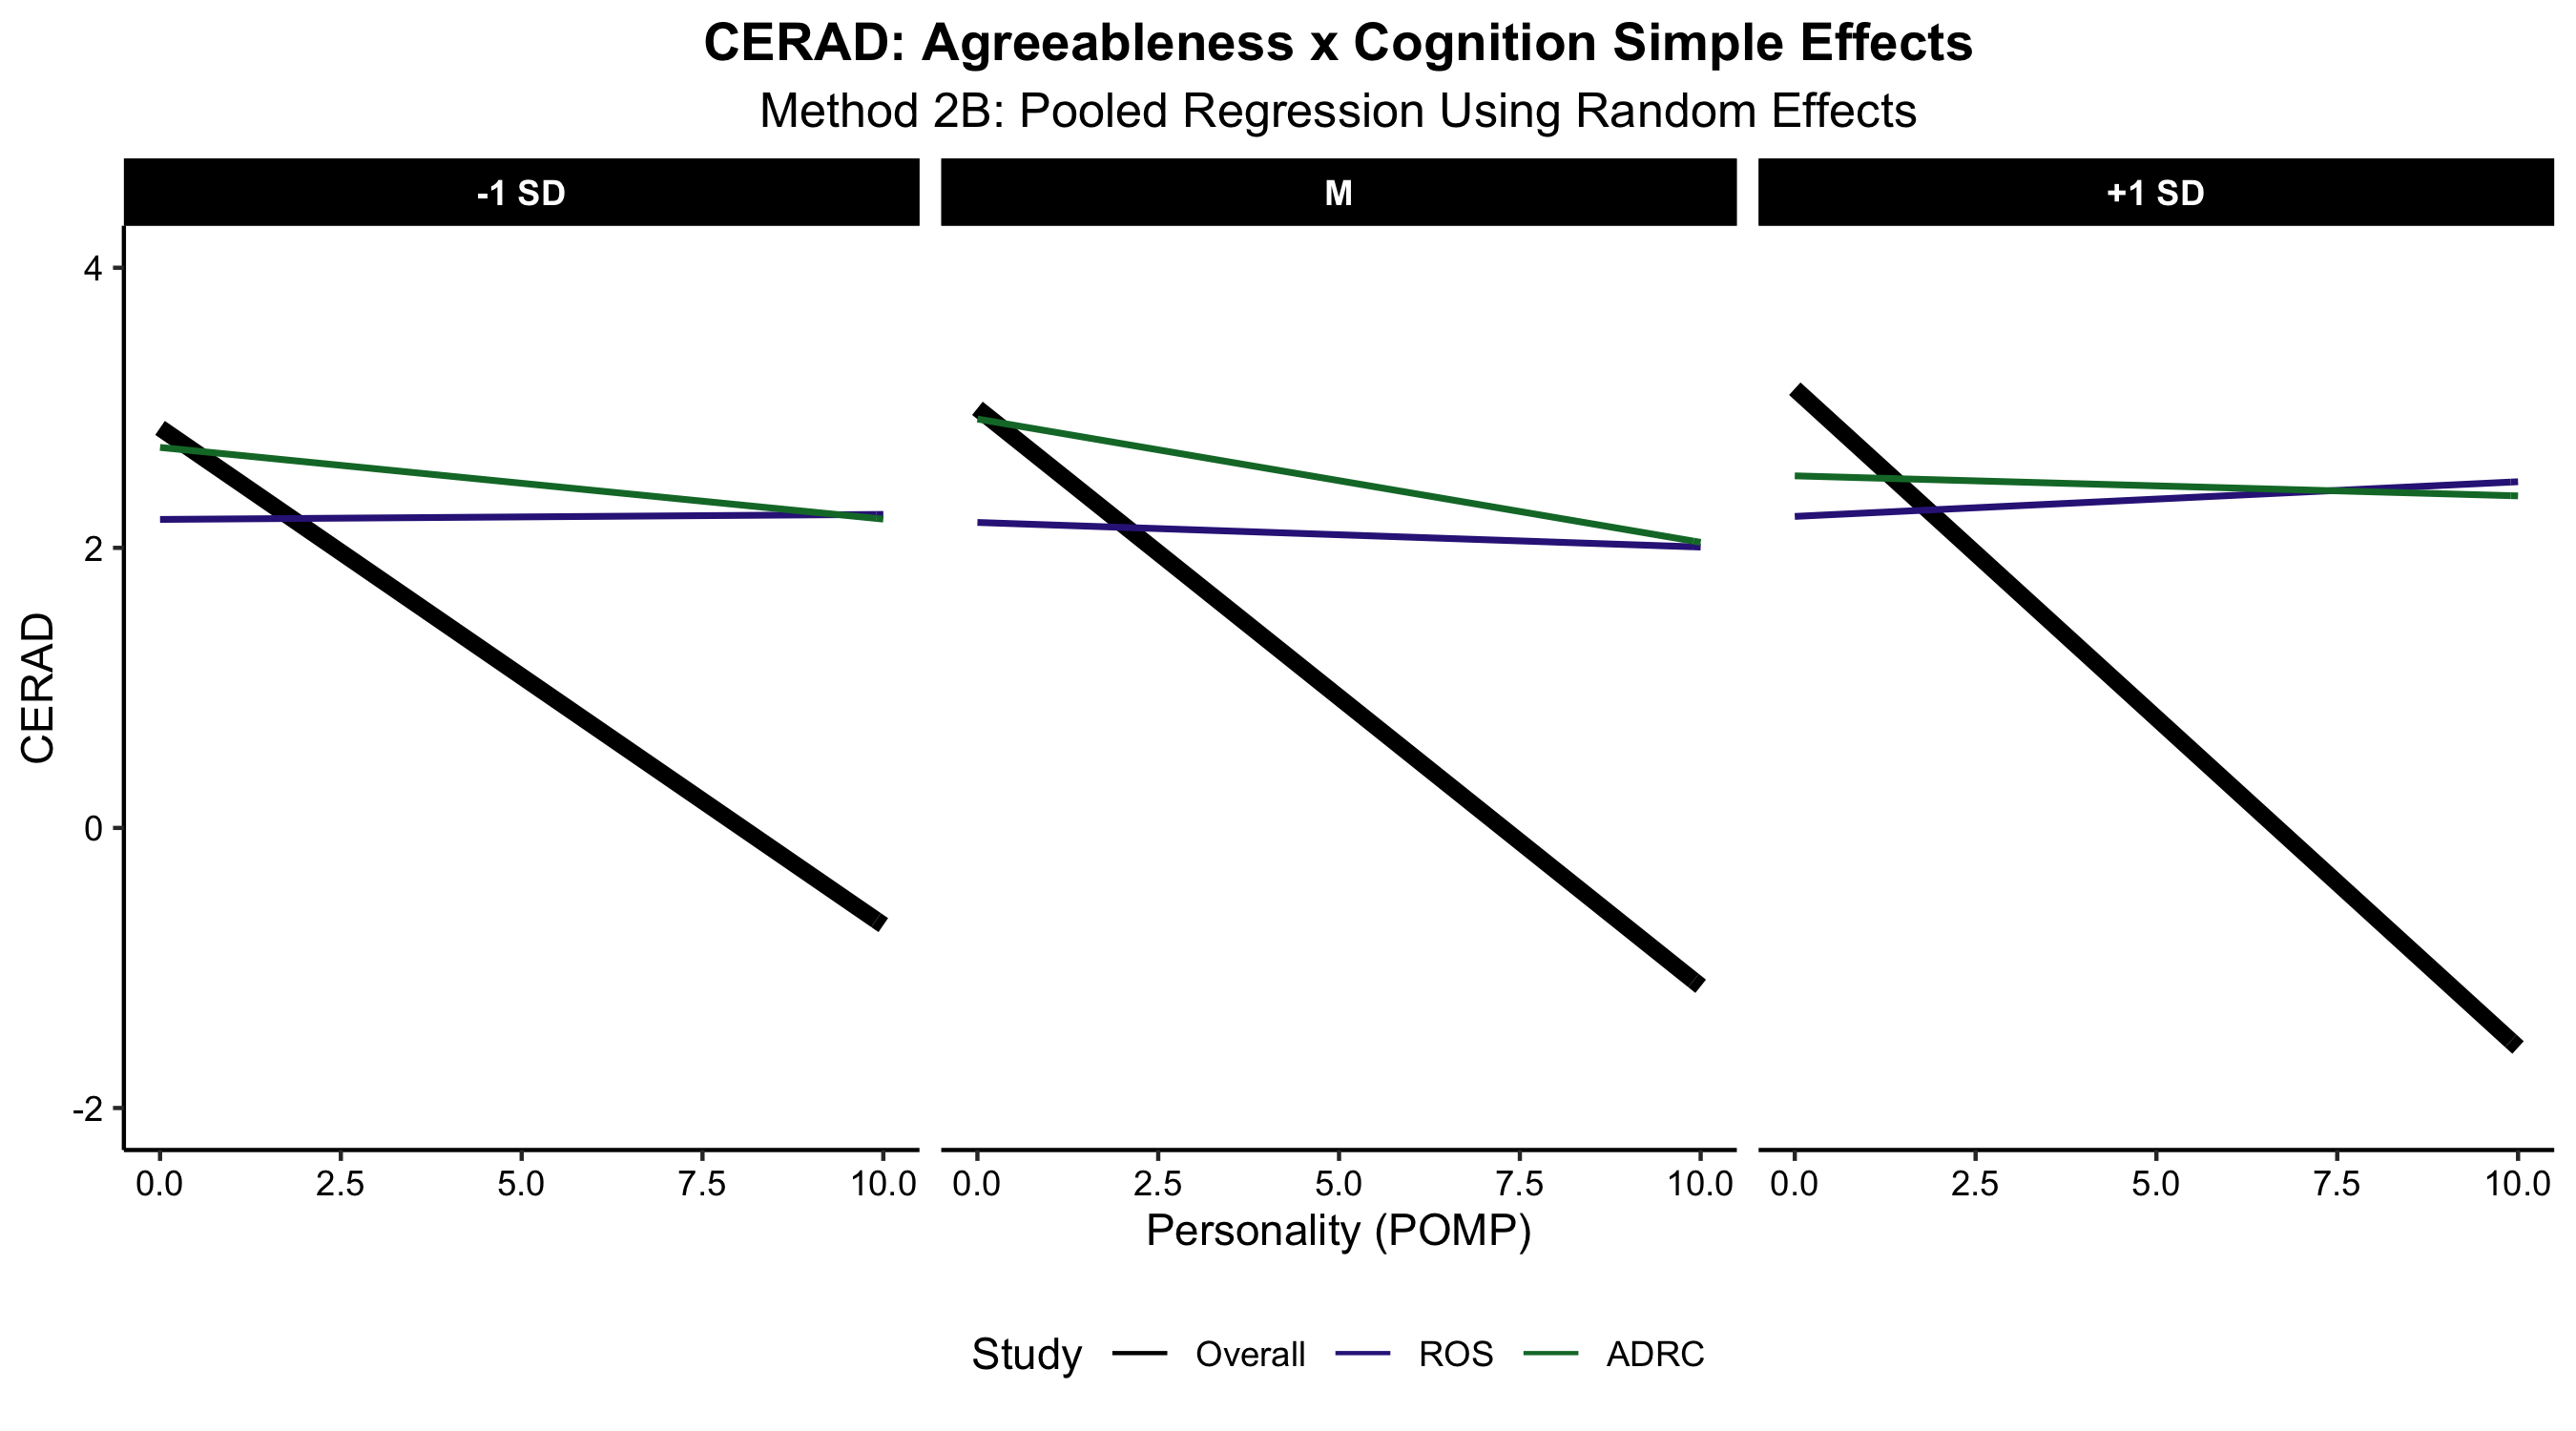 CERAD: Agreeableness x Cognition Simple Effects
Method 2B: Pooled Regression Using Random Effects
-1 SD M +1 SD
4
2
0
-2
CERAD
0.0 2.5 5.0 7.5 10.0 0.0 2.5 5.0 7.5 10.0 0.0 2.5 5.0 7.5 10.0
Personality (POMP)
Study Overall ROS ADRC